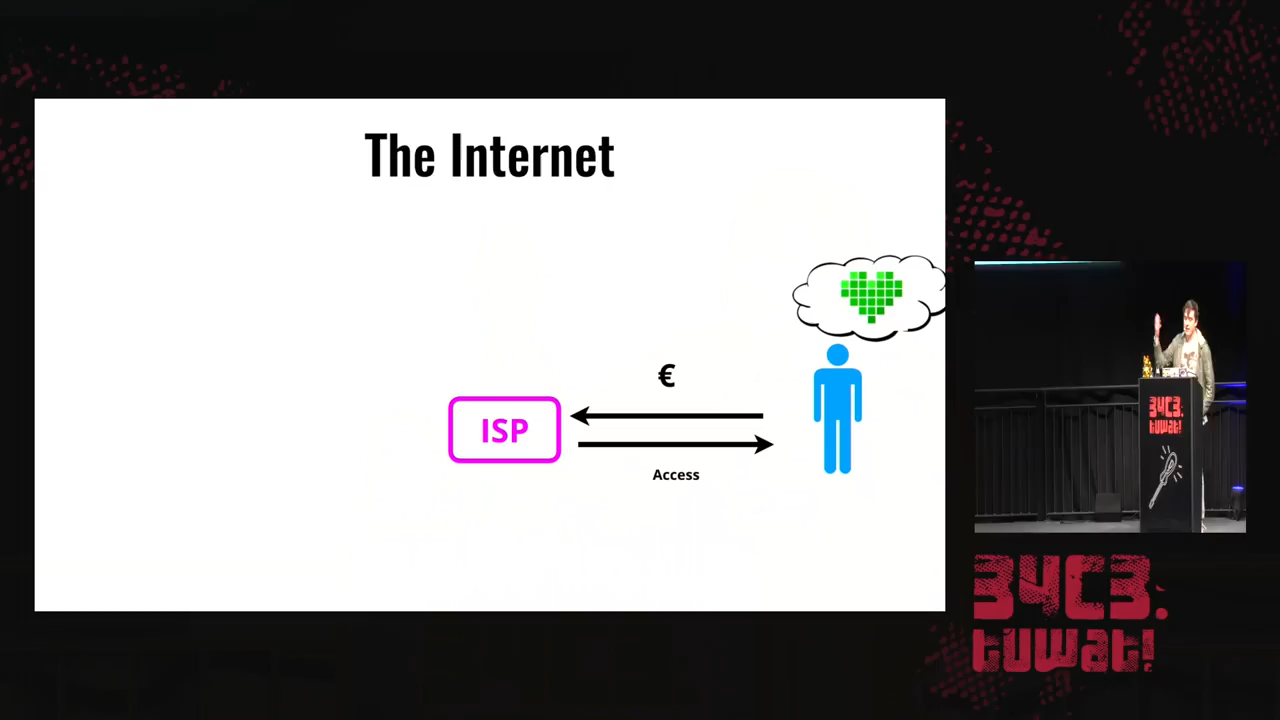 The Internet
€
ISP
Access
34C3:
tuwat!
34C3:
tuwat!